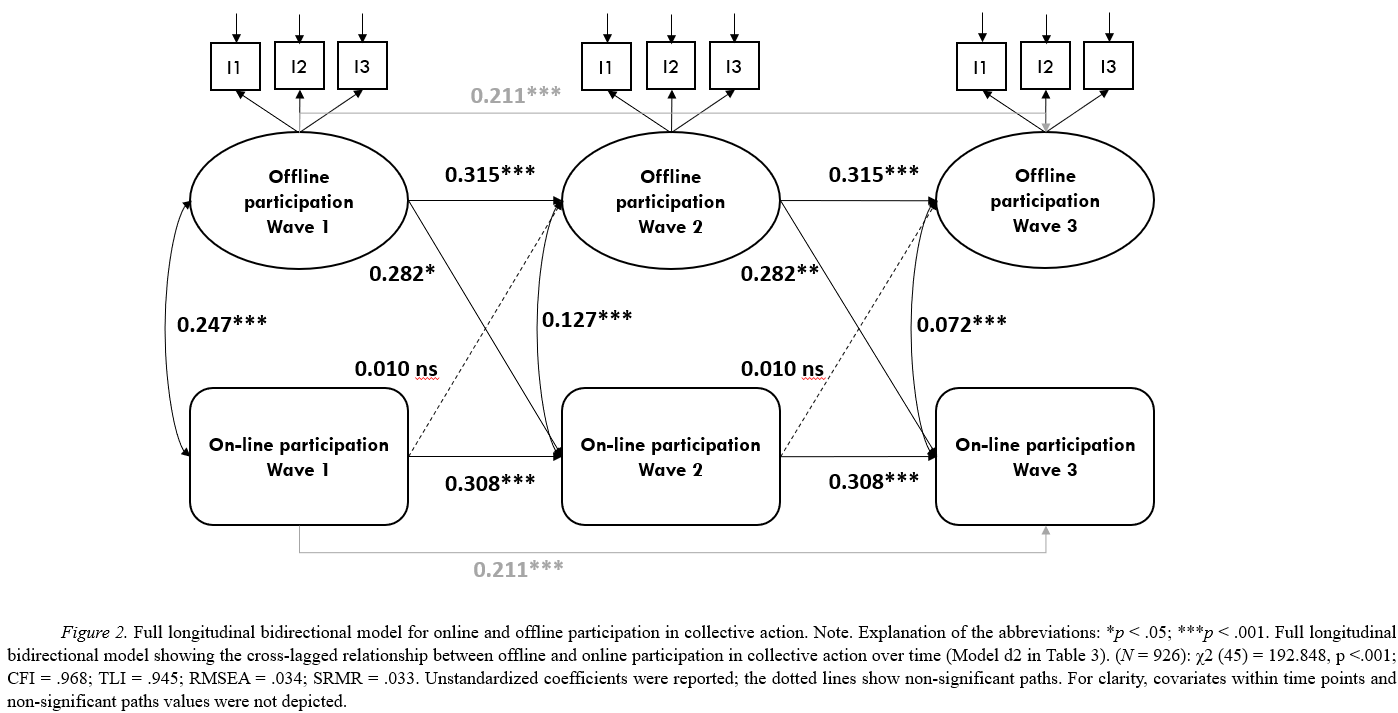 I1 I2 I3 I1 I2 I3 I1 I2 I3
0.211***
Offline
participation
Wave 1
0.315***
Offline
participation
Wave 2
0.315***
Offline
participation
Wave 3
0.282*
0.282**
0.247***
0.127***
0.072***
0.010 ns
0.010 ns
On-line participation
Wave 1
On-line participation
Wave 2
On-line participation
Wave 3
0.308***
0.308***
0.211***
Figure 2. Full longitudinal bidirectional model for online and offline participation in collective action. Note. Explanation of the abbreviations: *p < .05; ***p < .001. Full longitudinal
bidirectional model showing the cross-lagged relationship between offline and online participation in collective action over time (Model d2 in Table 3). (N = 926): χ2 (45) = 192.848, p <.001;
CFI = .968; TLI = .945; RMSEA = .034; SRMR = .033. Unstandardized coefficients were reported; the dotted lines show non-significant paths. For clarity, covariates within time points and
non-significant paths values were not depicted.